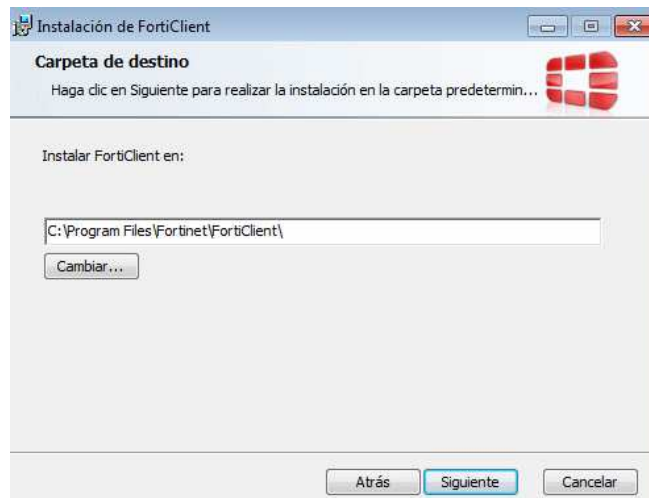 Instalación de FortiClient
Carpeta de destino
Haga clic en Siguiente para realizar la instalación en la carpeta predetermin...
Instalar FortiClient en:
C:\Program Files\Fortinet\FortiClient\
Cambiar...
Atrás Siguiente Cancelar